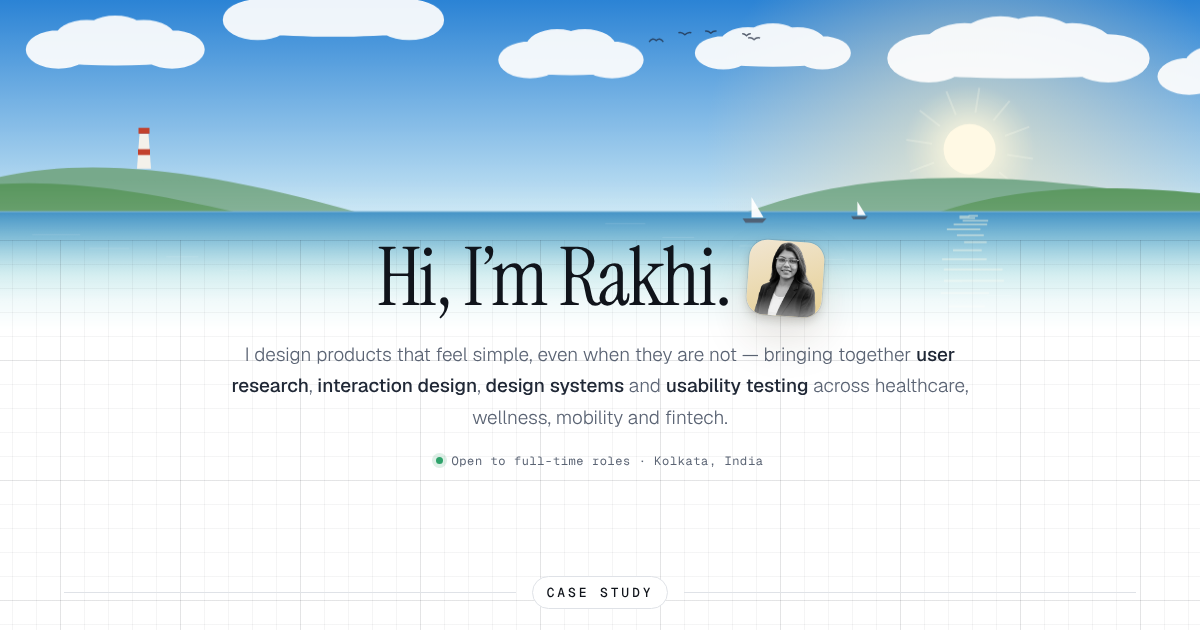 Hi, I’m Rakhi.
I design products that feel simple, even when they are not — bringing together user
research, interaction design, design systems and usability testing across healthcare,
wellness, mobility and fintech.
Open to full-time roles · Kolkata, India
CASE STUDY